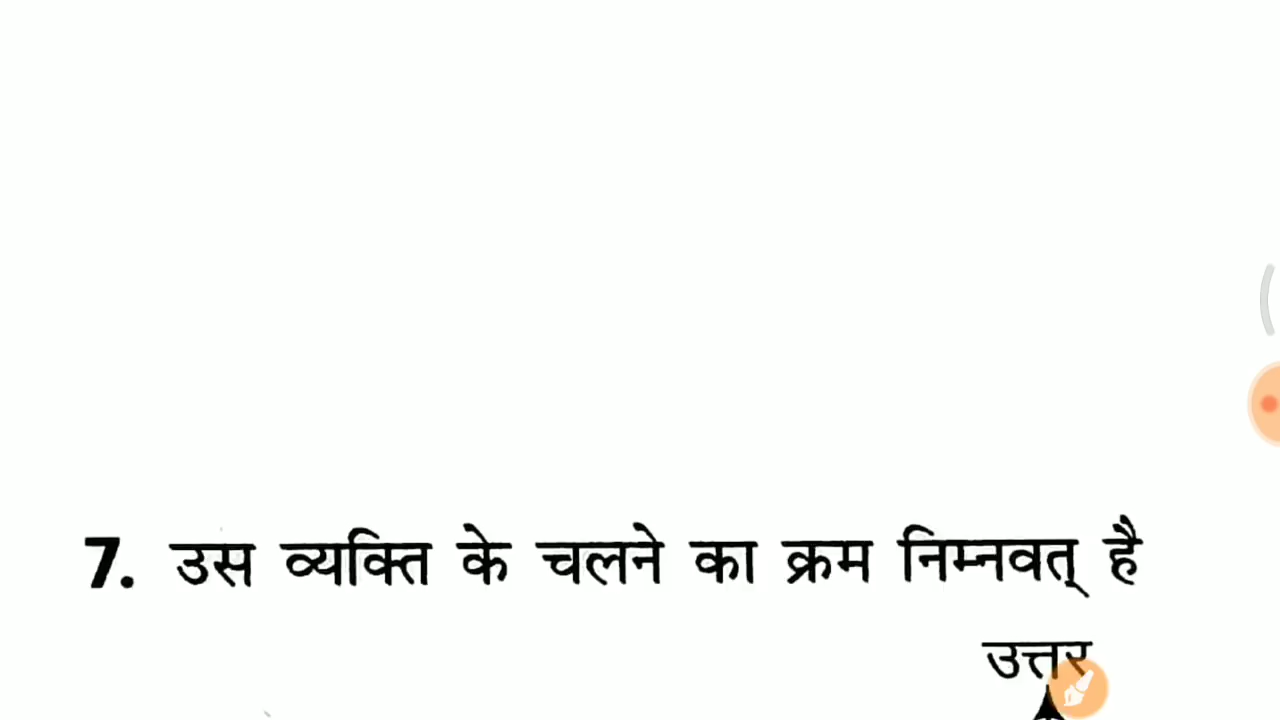 7. उस व्यक्ति के चलने का क्रम निम्नवत् है
उत्तर